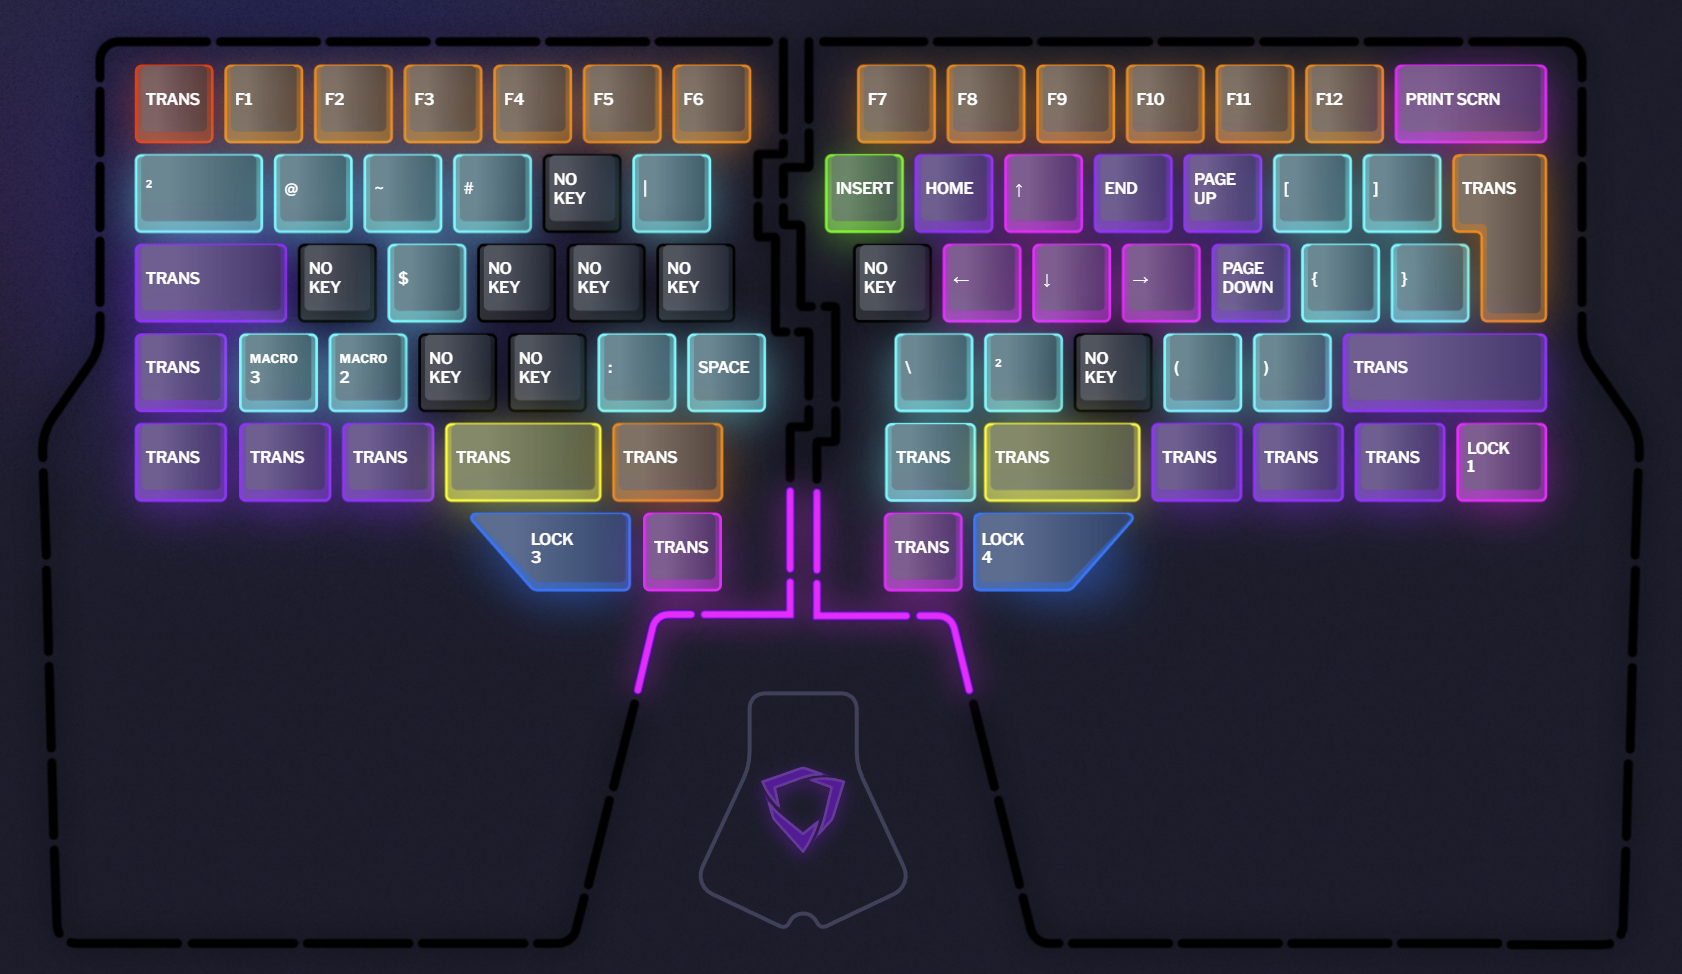 TRANS F1 F2 F3 F4 F5 F6 F7 F8 F9 F10 F11 F12 PRINT SCRN
² @ ~ # NO KEY | INSERT HOME ↑ END PAGE UP [ ] TRANS
TRANS NO KEY $ NO KEY NO KEY NO KEY NO KEY ← ↓ → PAGE DOWN { }
TRANS MACRO 3 MACRO 2 NO KEY NO KEY : SPACE \ ² NO KEY ( ) TRANS
TRANS TRANS TRANS TRANS TRANS TRANS TRANS TRANS TRANS TRANS LOCK 1
LOCK 3 TRANS TRANS LOCK 4